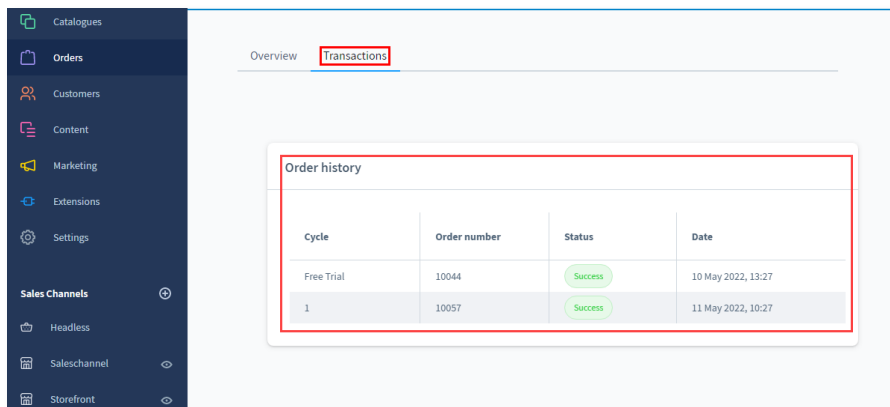 Catalogues
Orders
Customers
Content
Marketing
Extensions
Settings
Sales Channels
Headless
Saleschannel
Storefront
Overview Transactions
Order history
Cycle Order number Status Date
Free Trial 10044 Success 10 May 2022, 13:27
1 10057 Success 11 May 2022, 10:27